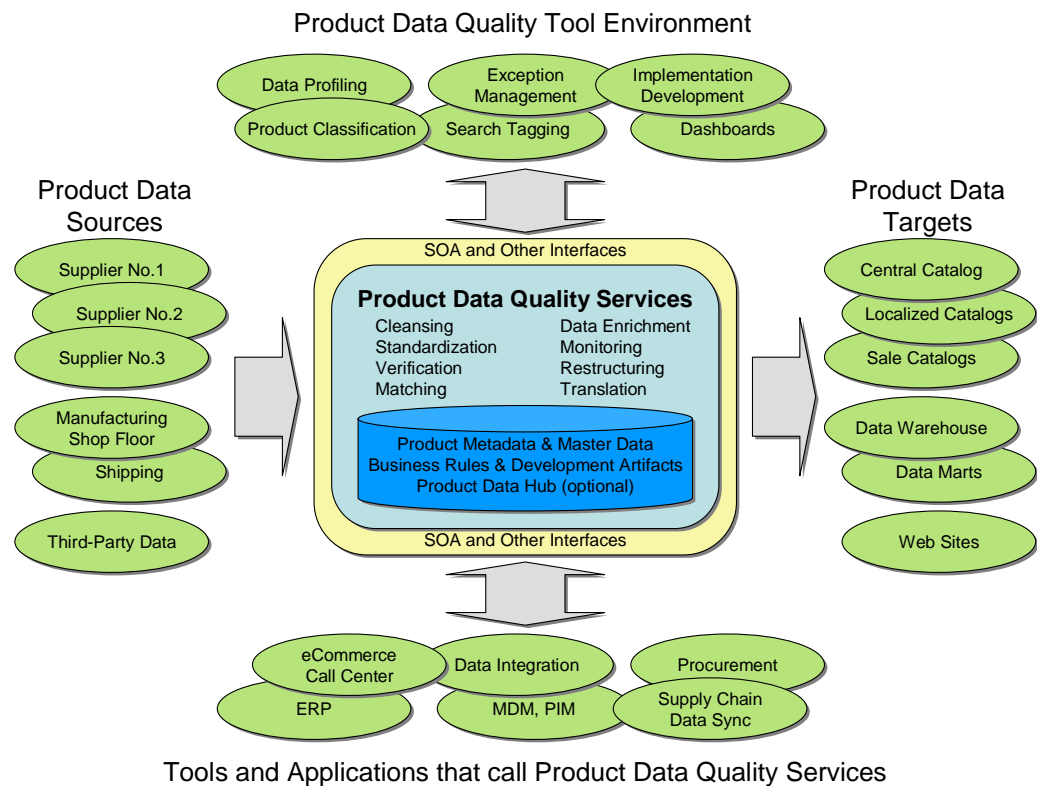 Product Data Quality Tool Environment
Data Profiling
Exception
Management
Implementation
Development
Product Classification
Search Tagging
Dashboards
Product Data
Sources
Supplier No.1
Supplier No.2
Supplier No.3
Manufacturing
Shop Floor
Shipping
Third-Party Data
SOA and Other Interfaces
Product Data Quality Services
Cleansing
Standardization
Verification
Matching
Data Enrichment
Monitoring
Restructuring
Translation
Product Metadata & Master Data
Business Rules & Development Artifacts
Product Data Hub (optional)
SOA and Other Interfaces
Product Data
Targets
Central Catalog
Localized Catalogs
Sale Catalogs
Data Warehouse
Data Marts
Web Sites
eCommerce
Call Center
Data Integration
Procurement
ERP
MDM, PIM
Supply Chain
Data Sync
Tools and Applications that call Product Data Quality Services